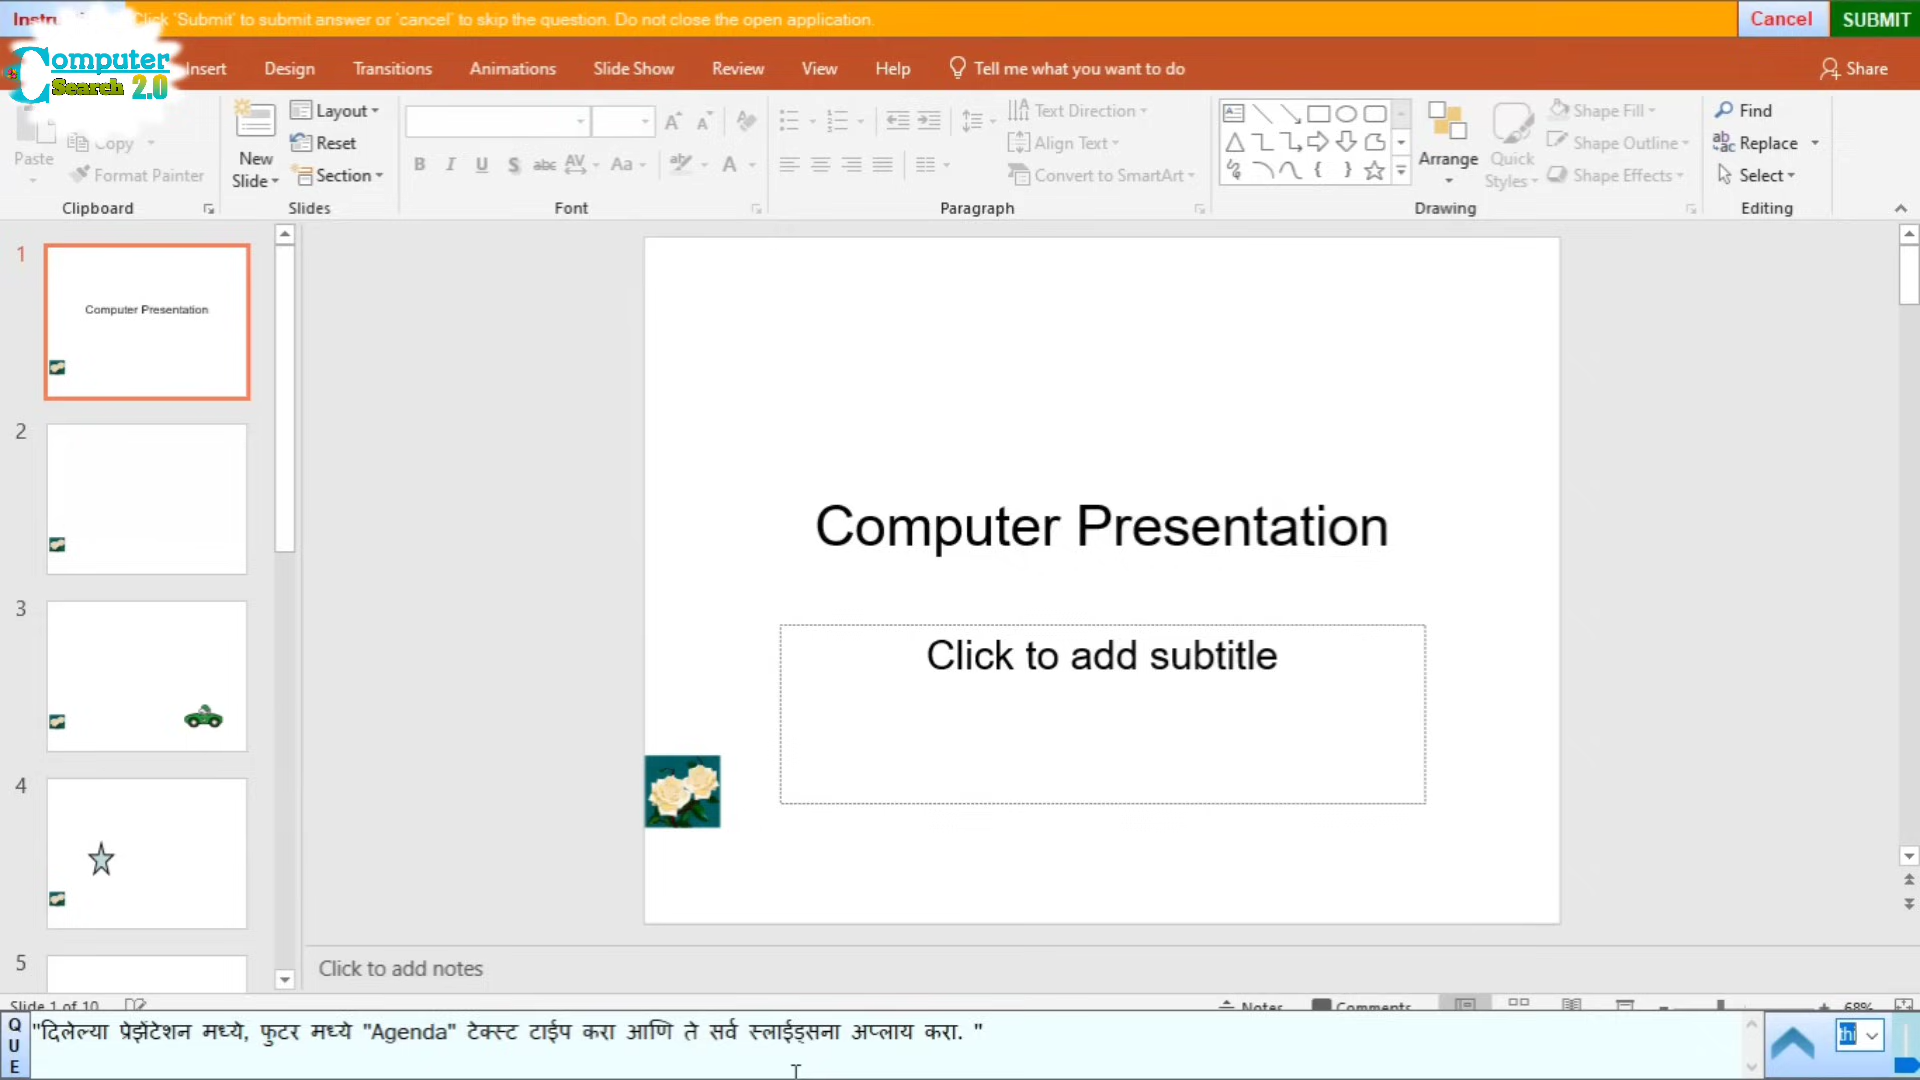 Click 'Submit' to submit answer or 'cancel' to skip the question. Do not close the open application.
Cancel
SUBMIT
Computer
Search 2.0
Insert
Design
Transitions
Animations
Slide Show
Review
View
Help
Tell me what you want to do
Share
Paste
Copy
Format Painter
Clipboard
New
Slide
Layout
Reset
Section
Slides
Font
Text Direction
Align Text
Convert to SmartArt
Paragraph
Arrange
Quick
Styles
Shape Fill
Shape Outline
Shape Effects
Drawing
Find
Replace
Select
Editing
1
Computer Presentation
2
3
4
5
Computer Presentation
Click to add subtitle
Click to add notes
Slide 1 of 10
Notes
Comments
68%
QUE
"दिलेल्या प्रेझेंटेशन मध्ये, फुटर मध्ये "Agenda" टेक्स्ट टाईप करा आणि ते सर्व स्लाईड्सना अप्लाय करा. "